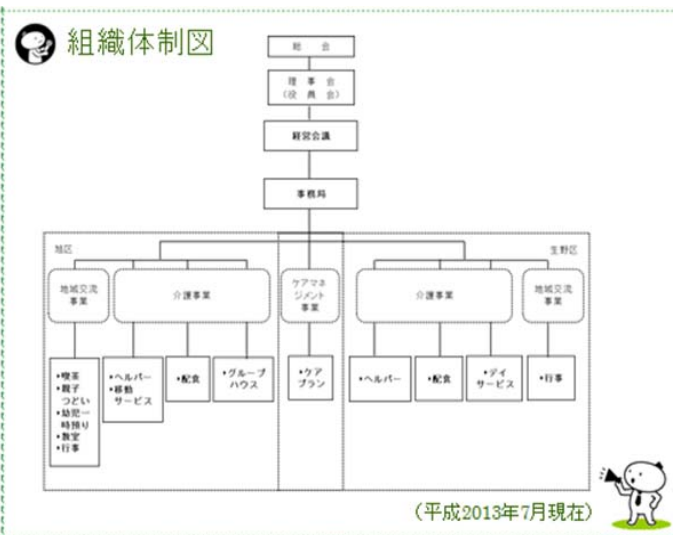 組織体制図
総 会
理 事 会
(役 員 会)
経営会議
事務局
旭区
生野区
地域交流
事業
介護事業
ケアマネ
ジメント
事業
介護事業
地域交流
事業
•喫茶
•親子
つどい
•幼児一
時預り
•教室
•行事
•ヘルパー
•移動
サービス
•配食
•グループ
ハウス
•ケア
プラン
•ヘルパー
•配食
•デイ
サービス
•行事
(平成2013年7月現在)